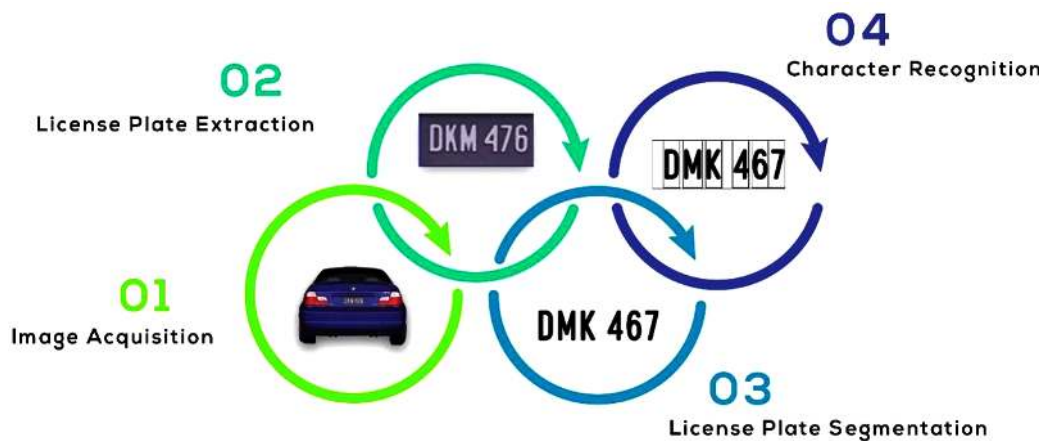 04
Character Recognition
02
License Plate Extraction
DKM 476
DMK 467
01
Image Acquisition
DMK 467
03
License Plate Segmentation